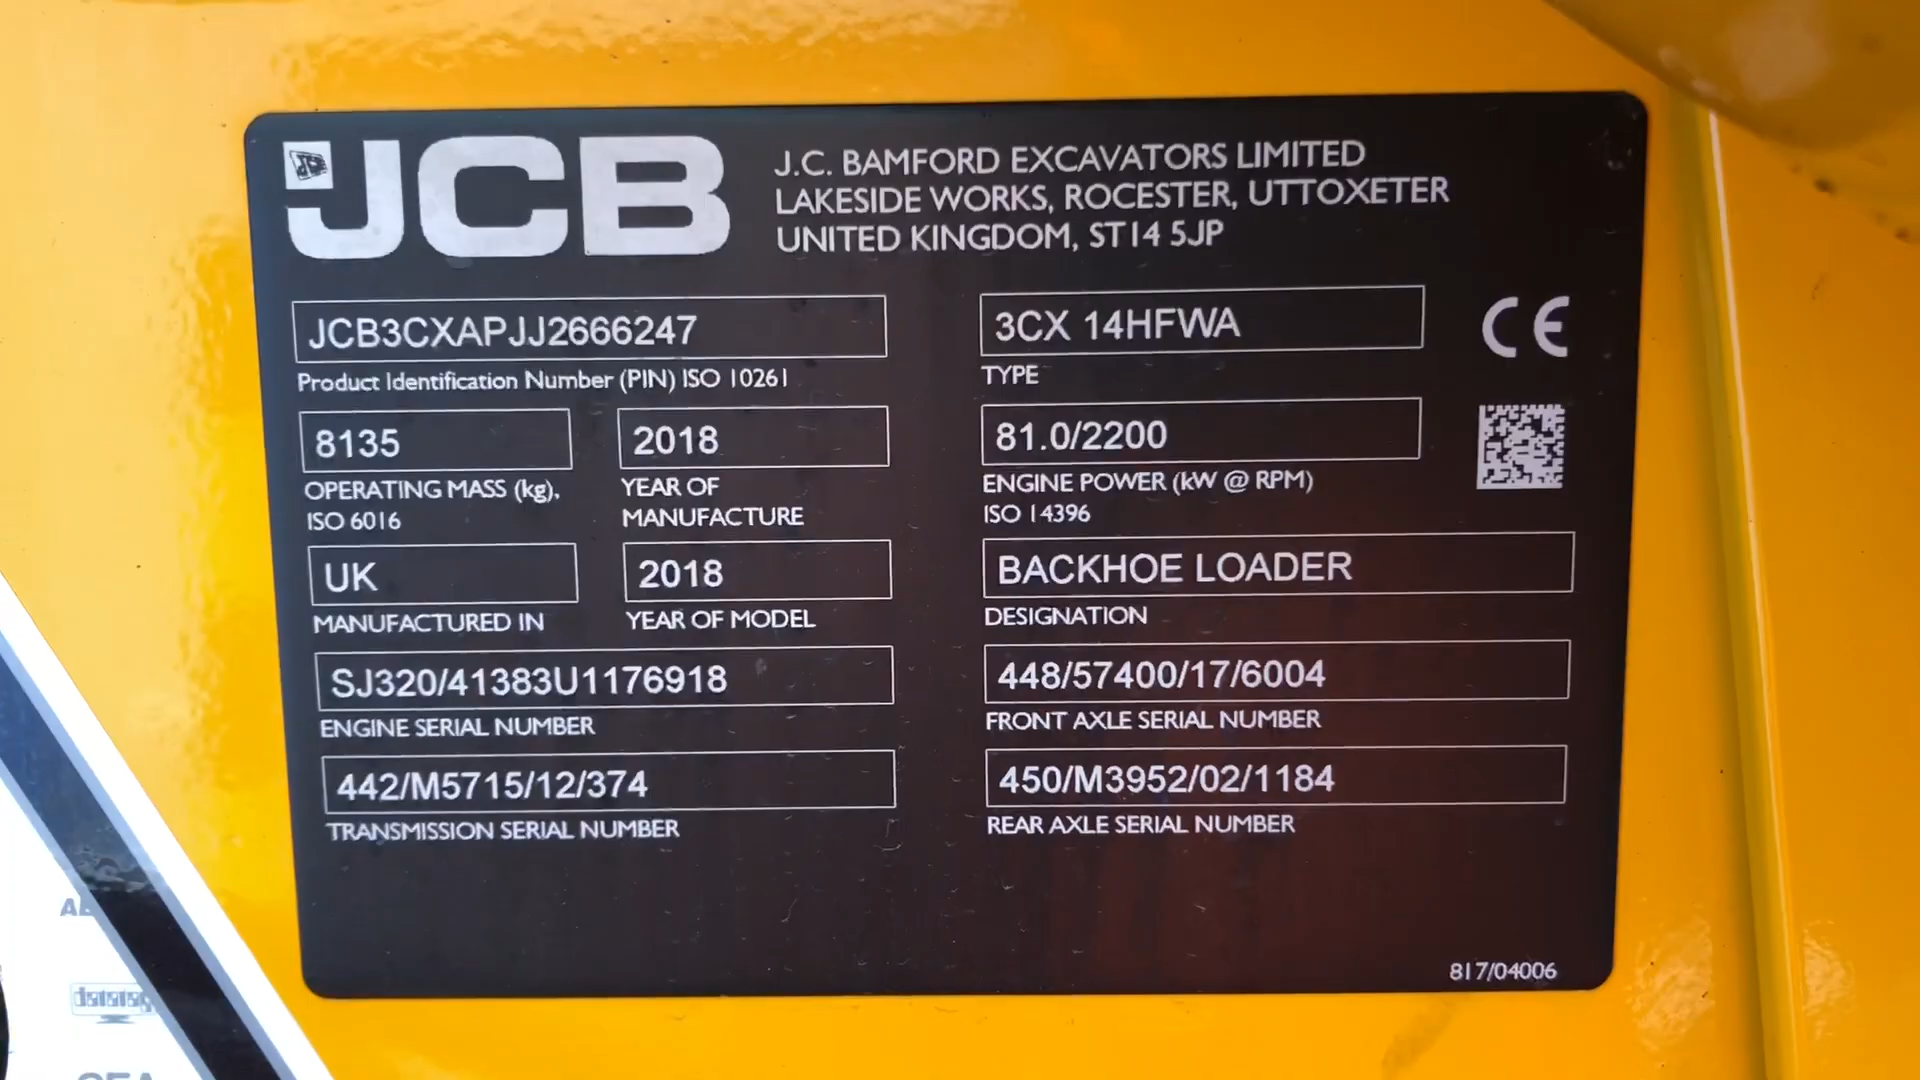 JCB
J.C. BAMFORD EXCAVATORS LIMITED
LAKESIDE WORKS, ROCESTER, UTTOXETER
UNITED KINGDOM, ST14 5JP
JCB3CXAPJJ2666247
Product Identification Number (PIN) ISO 10261
3CX 14HFWA
TYPE
CE
8135
OPERATING MASS (kg),
ISO 6016
2018
YEAR OF
MANUFACTURE
81.0/2200
ENGINE POWER (kW @ RPM)
ISO 14396
UK
MANUFACTURED IN
2018
YEAR OF MODEL
BACKHOE LOADER
DESIGNATION
SJ320/41383U1176918
ENGINE SERIAL NUMBER
448/57400/17/6004
FRONT AXLE SERIAL NUMBER
442/M5715/12/374
TRANSMISSION SERIAL NUMBER
450/M3952/02/1184
REAR AXLE SERIAL NUMBER
817/04006